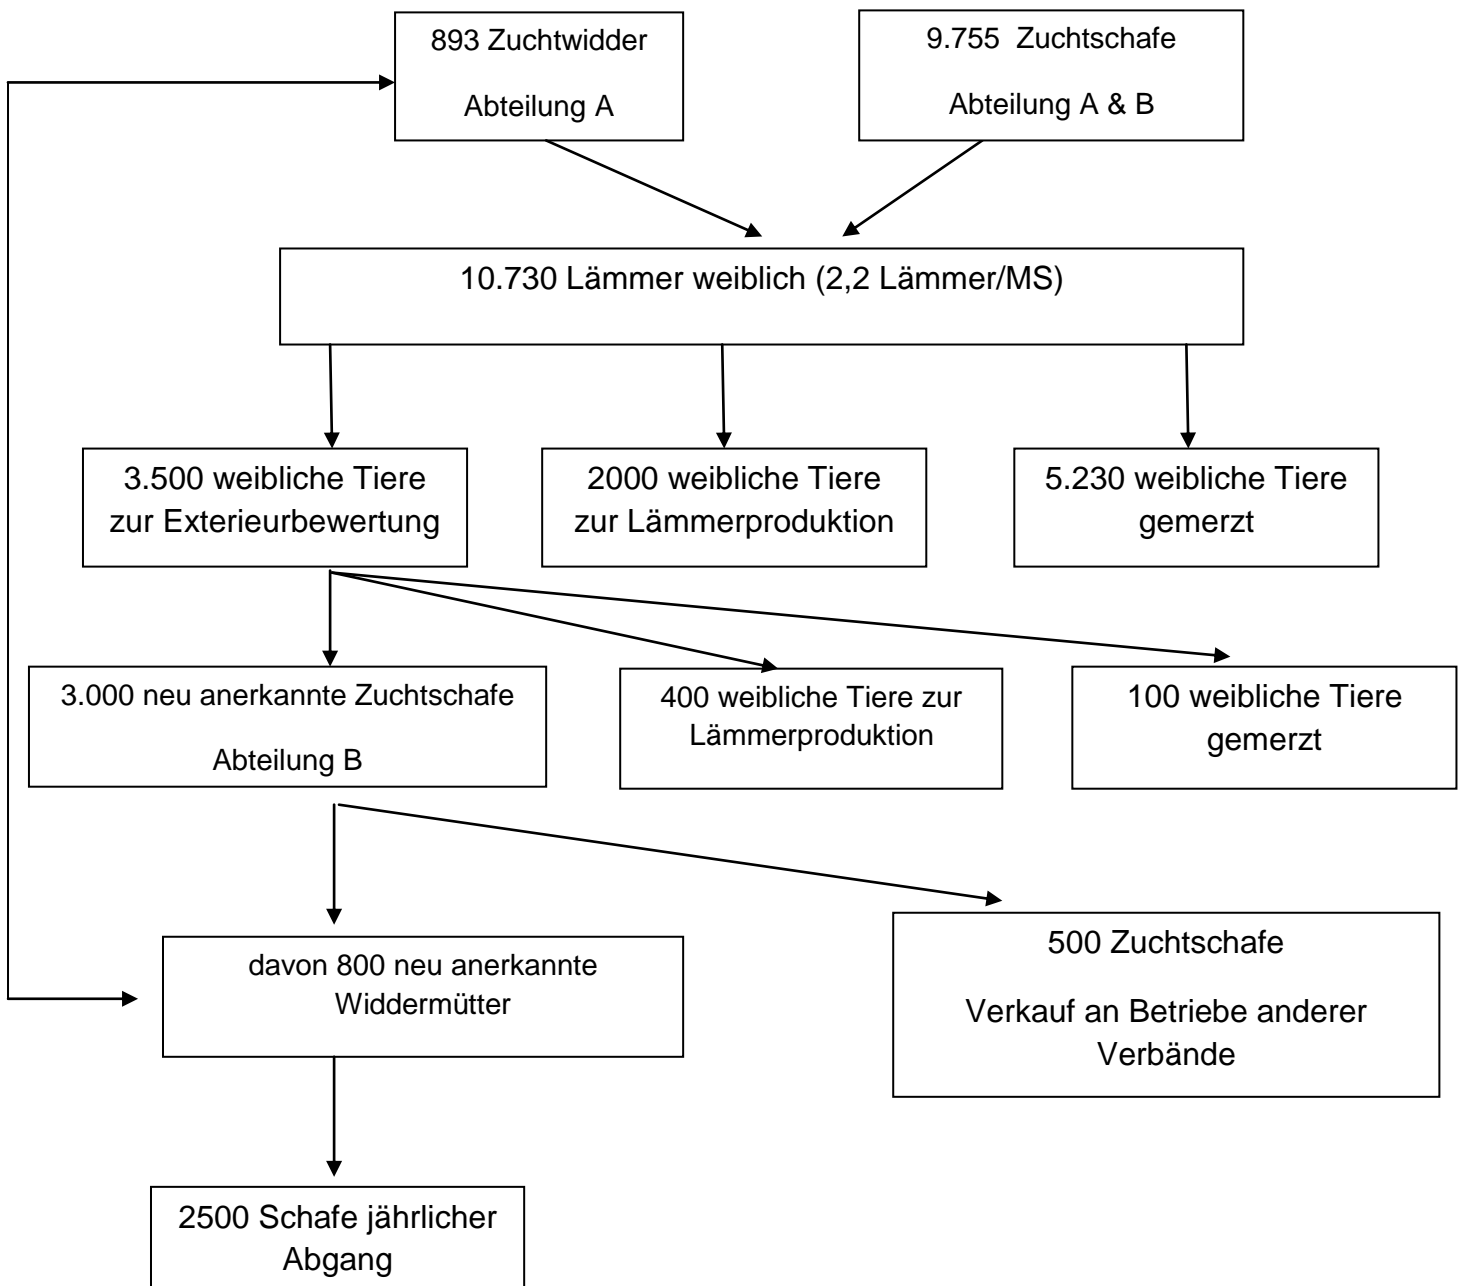 893 Zuchtwidder
Abteilung A
9.755 Zuchtschafe
Abteilung A & B
10.730 Lämmer weiblich (2,2 Lämmer/MS)
3.500 weibliche Tiere
zur Exterieurbewertung
2000 weibliche Tiere
zur Lämmerproduktion
5.230 weibliche Tiere
gemerzt
3.000 neu anerkannte Zuchtschafe
Abteilung B
400 weibliche Tiere zur
Lämmerproduktion
100 weibliche Tiere
gemerzt
davon 800 neu anerkannte
Widdermütter
500 Zuchtschafe
Verkauf an Betriebe anderer
Verbände
2500 Schafe jährlicher
Abgang